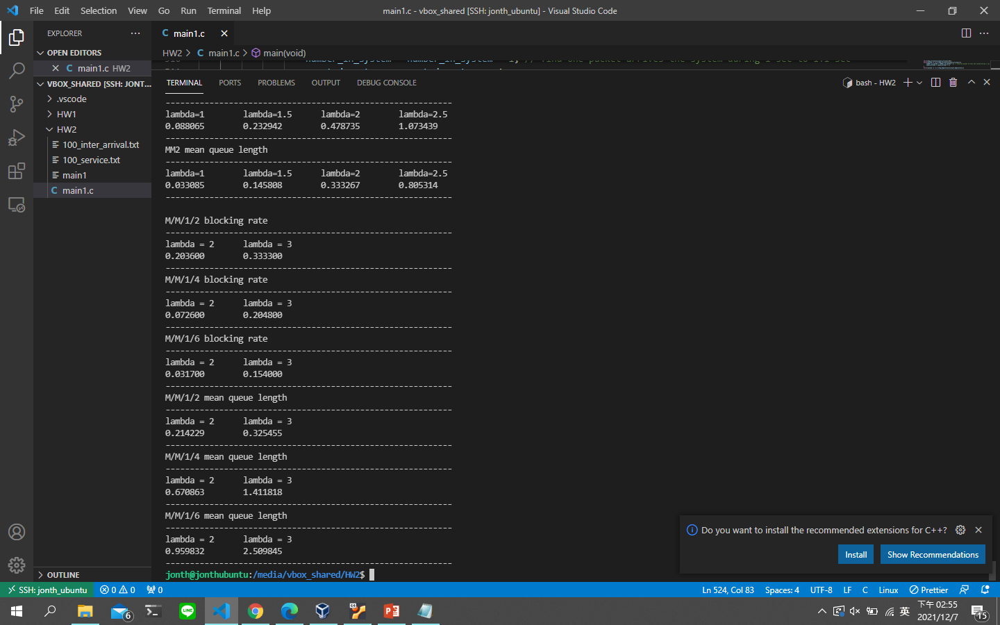 File Edit Selection View Go Run Terminal Help
main1.c - vbox_shared [SSH: jonth_ubuntu] - Visual Studio Code
EXPLORER
OPEN EDITORS
main1.c HW2
VBOX_SHARED [SSH: JONT...
.vscode
HW1
HW2
100_inter_arrival.txt
100_service.txt
main1
C main1.c
OUTLINE
C main1.c
HW2 > C main1.c > main(void)
TERMINAL PORTS PROBLEMS OUTPUT DEBUG CONSOLE
bash - HW2
-----------------------------------------------------------
lambda=1 lambda=1.5 lambda=2 lambda=2.5
0.088065 0.232942 0.478735 1.073439
-----------------------------------------------------------
MM2 mean queue length
-----------------------------------------------------------
lambda=1 lambda=1.5 lambda=2 lambda=2.5
0.033085 0.145808 0.333267 0.805314
-----------------------------------------------------------
M/M/1/2 blocking rate
-----------------------------------------------------------
lambda = 2 lambda = 3
0.203600 0.333300
-----------------------------------------------------------
M/M/1/4 blocking rate
-----------------------------------------------------------
lambda = 2 lambda = 3
0.072600 0.204800
-----------------------------------------------------------
M/M/1/6 blocking rate
-----------------------------------------------------------
lambda = 2 lambda = 3
0.031700 0.154000
-----------------------------------------------------------
M/M/1/2 mean queue length
-----------------------------------------------------------
lambda = 2 lambda = 3
0.214229 0.325455
-----------------------------------------------------------
M/M/1/4 mean queue length
-----------------------------------------------------------
lambda = 2 lambda = 3
0.670863 1.411818
-----------------------------------------------------------
M/M/1/6 mean queue length
-----------------------------------------------------------
lambda = 2 lambda = 3
0.959832 2.509845
-----------------------------------------------------------
jonth@jonthubuntu:/media/vbox_shared/HW2$
Do you want to install the recommended extensions for C++?
Install Show Recommendations
SSH: jonth_ubuntu 0 0 0
Ln 524, Col 83 Spaces: 4 UTF-8 LF C Linux Prettier
6
64
英
下午 02:55
2021/12/7
15